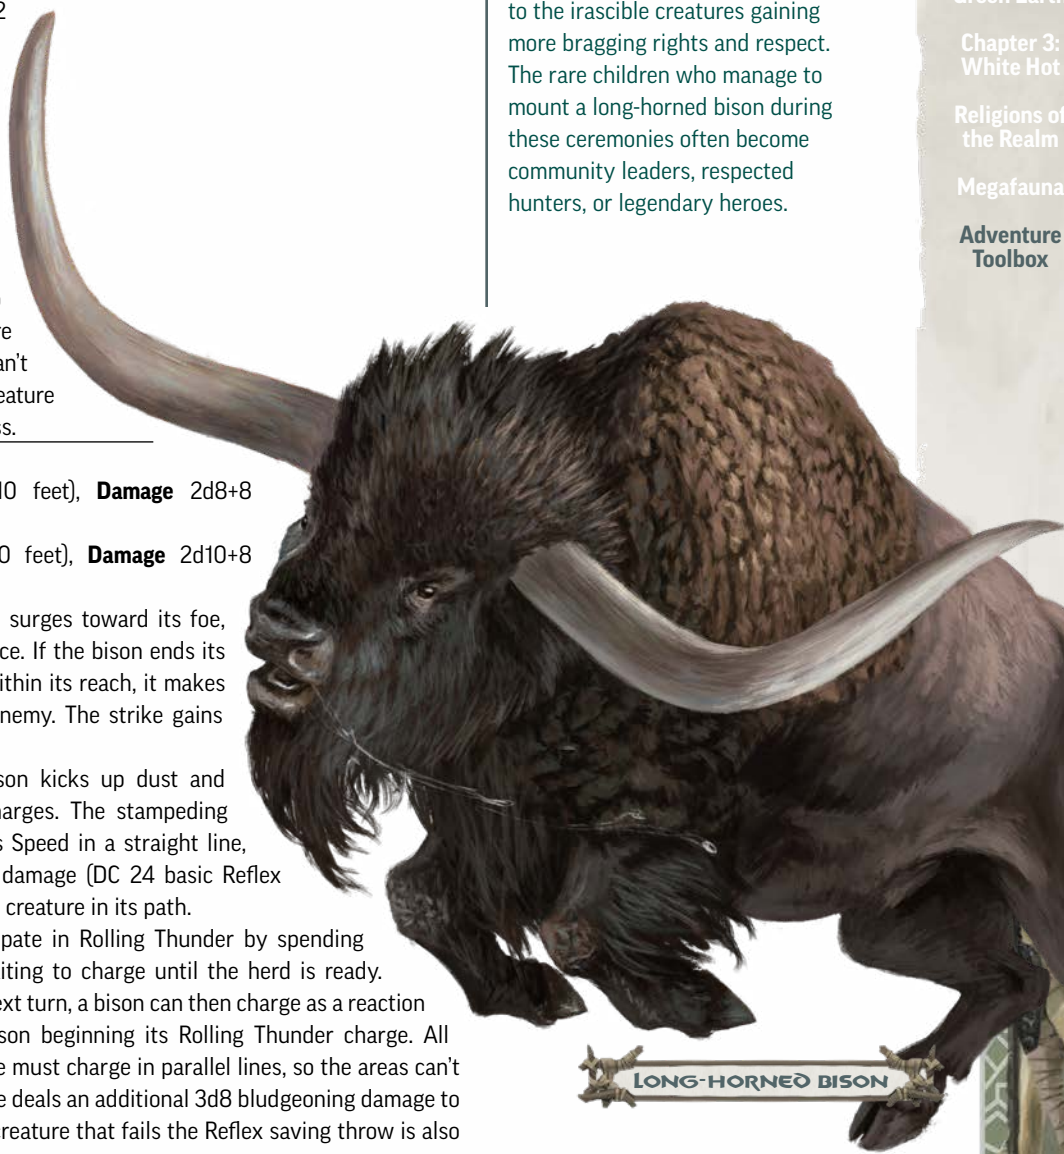 2
an't
eature
s.
10 feet), Damage 2d8+8
0 feet), Damage 2d10+8
surges toward its foe,
ce. If the bison ends its
ithin its reach, it makes
nemy. The strike gains
son kicks up dust and
harges. The stampeding
s Speed in a straight line,
damage (DC 24 basic Reflex
creature in its path.
pate in Rolling Thunder by spending
iting to charge until the herd is ready.
ext turn, a bison can then charge as a reaction
son beginning its Rolling Thunder charge. All
e must charge in parallel lines, so the areas can't
e deals an additional 3d8 bludgeoning damage to
creature that fails the Reflex saving throw is also
to the irascible creatures gaining
more bragging rights and respect.
The rare children who manage to
mount a long-horned bison during
these ceremonies often become
community leaders, respected
hunters, or legendary heroes.
Green Earth
Chapter 3:
White Hot
Religions of
the Realm
Megafauna
Adventure
Toolbox
LONG-HORNED BISON